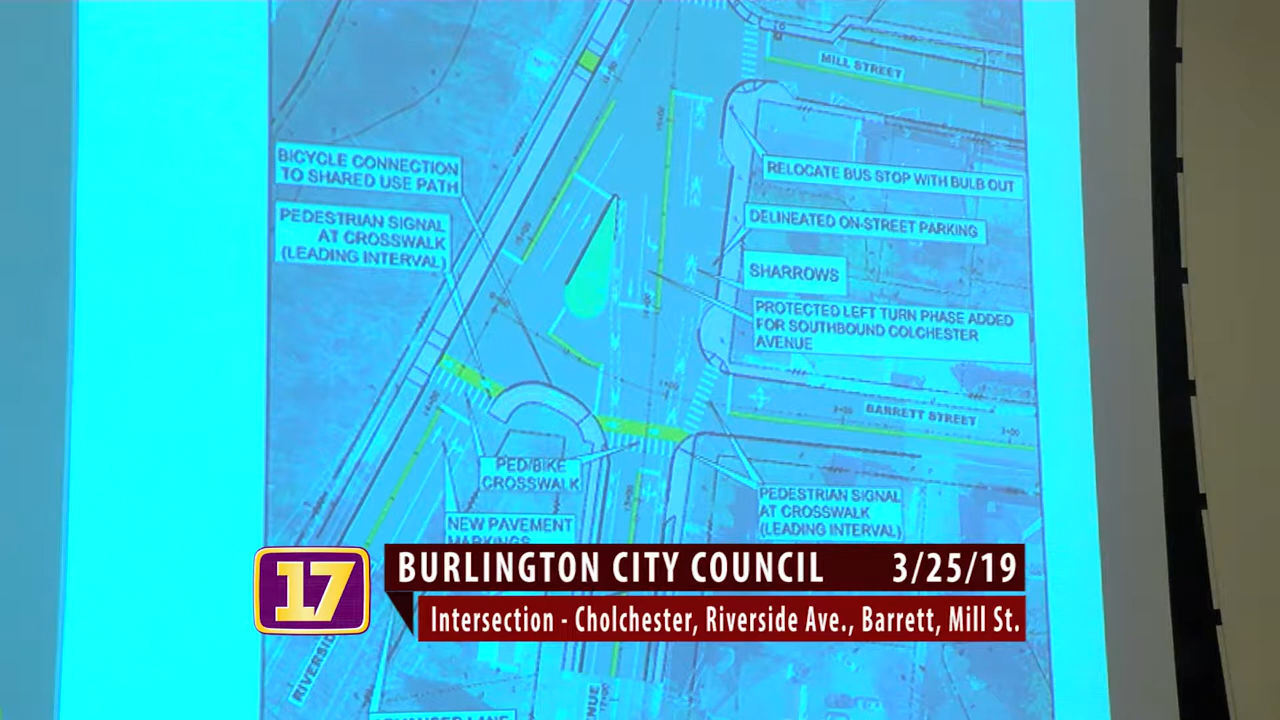 MILL STREET
BICYCLE CONNECTION
TO SHARED USE PATH
RELOCATE BUS STOP WITH BULB OUT
PEDESTRIAN SIGNAL
AT CROSSWALK
(LEADING INTERVAL)
DELINEATED ON-STREET PARKING
SHARROWS
PROTECTED LEFT TURN PHASE ADDED
FOR SOUTHBOUND COLCHESTER
AVENUE
BARRETT STREET
PED/BIKE
CROSSWALK
PEDESTRIAN SIGNAL
AT CROSSWALK
(LEADING INTERVAL)
NEW PAVEMENT
MARKINGS
17
BURLINGTON CITY COUNCIL 3/25/19
Intersection - Cholchester, Riverside Ave., Barrett, Mill St.